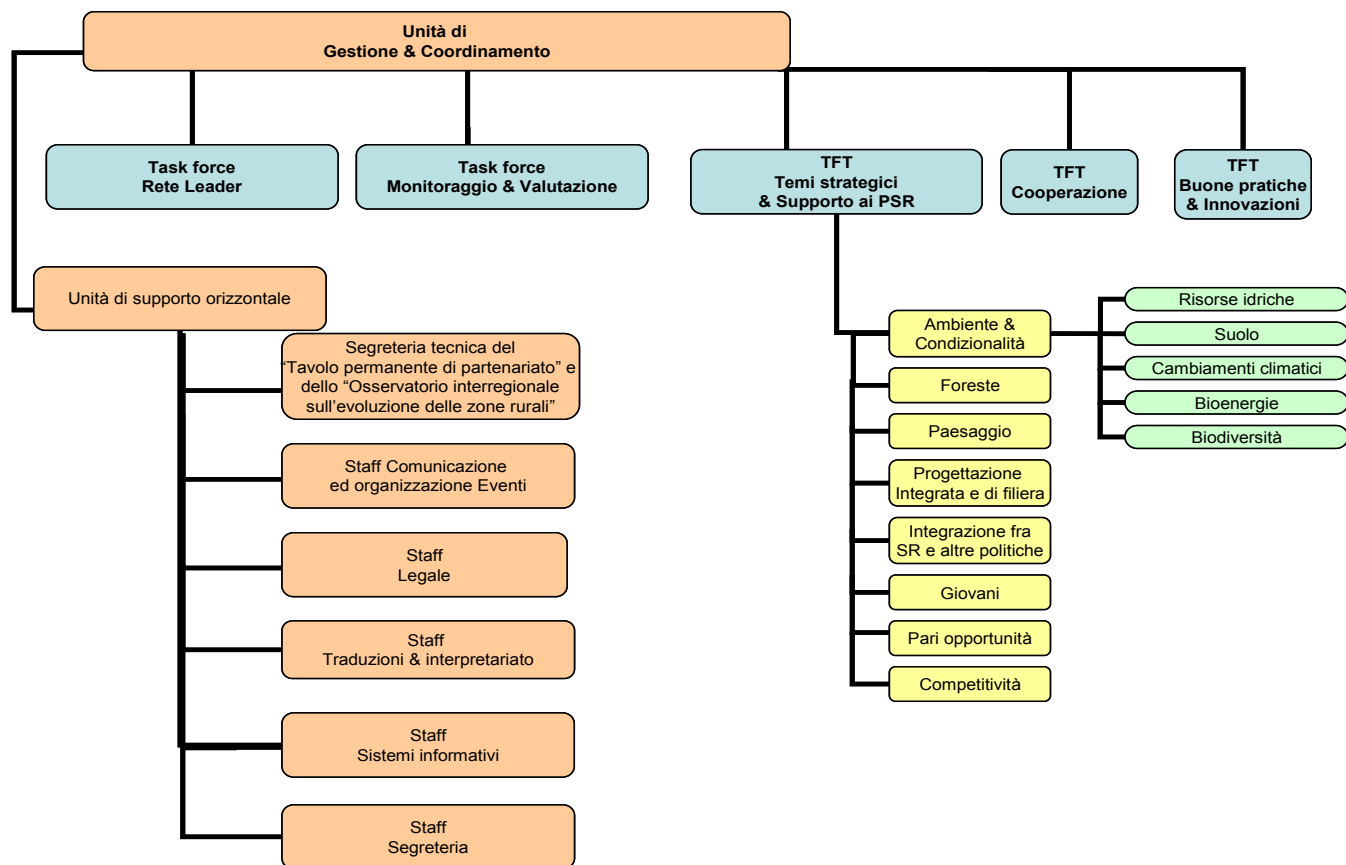 Unità di
Gestione & Coordinamento
Task force
Rete Leader
Task force
Monitoraggio & Valutazione
TFT
Temi strategici
& Supporto ai PSR
TFT
Cooperazione
TFT
Buone pratiche
& Innovazioni
Unità di supporto orizzontale
Segreteria tecnica del
“Tavolo permanente di partenariato” e
dello “Osservatorio interregionale
sull’evoluzione delle zone rurali”
Staff Comunicazione
ed organizzazione Eventi
Staff
Legale
Staff
Traduzioni & interpretariato
Staff
Sistemi informativi
Staff
Segreteria
Ambiente &
Condizionalità
Foreste
Paesaggio
Progettazione
Integrata e di filiera
Integrazione fra
SR e altre politiche
Giovani
Pari opportunità
Competitività
Risorse idriche
Suolo
Cambiamenti climatici
Bioenergie
Biodiversità